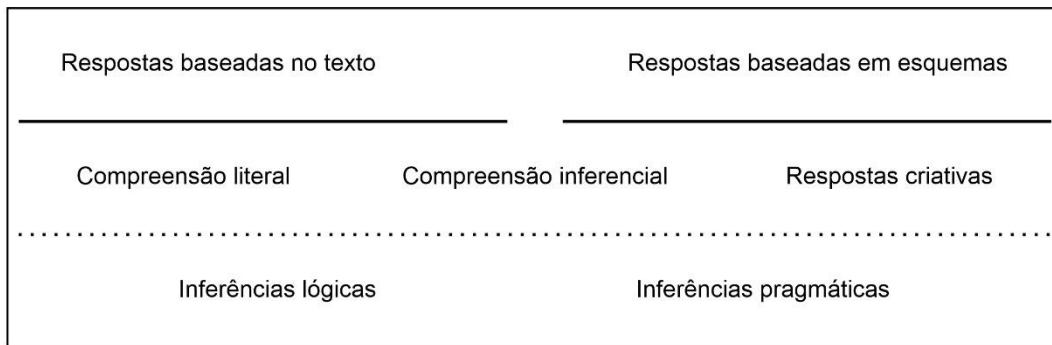 Respostas baseadas no texto Respostas baseadas em esquemas
Compreensão literal Compreensão inferencial Respostas criativas
Inferências lógicas Inferências pragmáticas